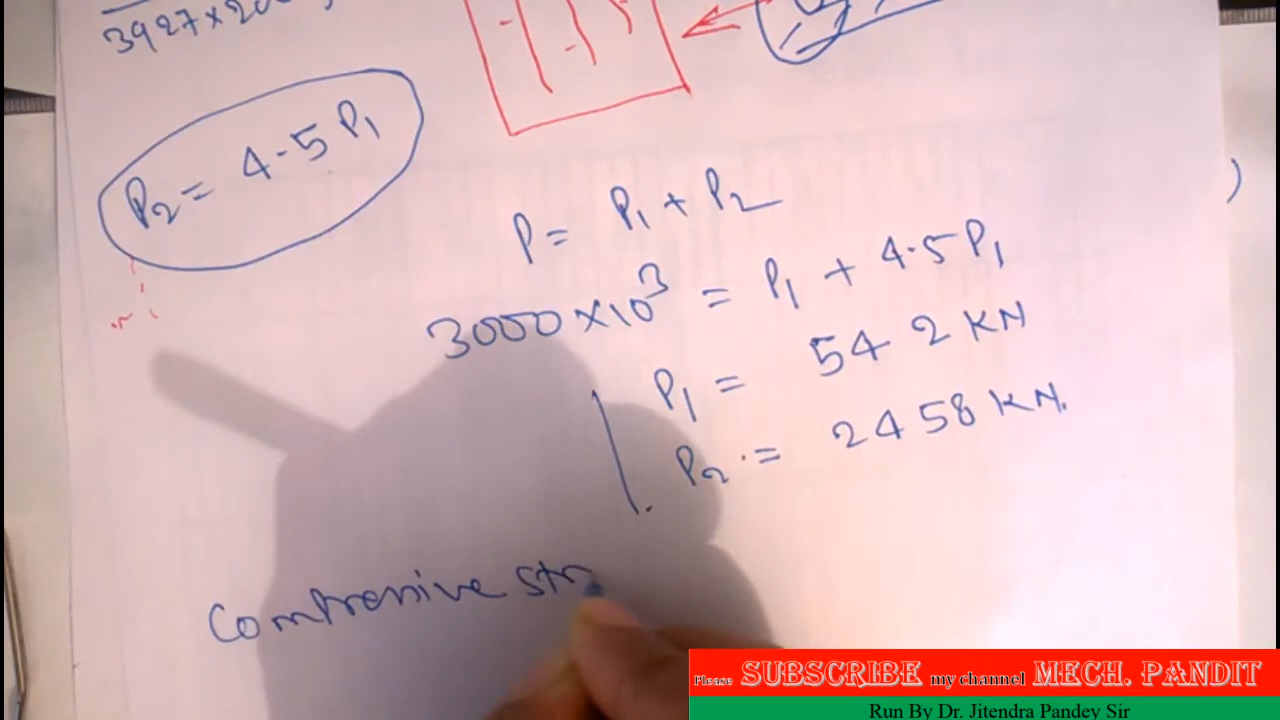 3927×20
P2 = 4.5 P1
P = P1 + P2
3000×10³ = P1 + 4.5 P1
P1 = 542 KN
P2 = 2458 KN.
Compressive str
Please SUBSCRIBE my channel MECH. PANDIT
Run By Dr. Jitendra Pandey Sir